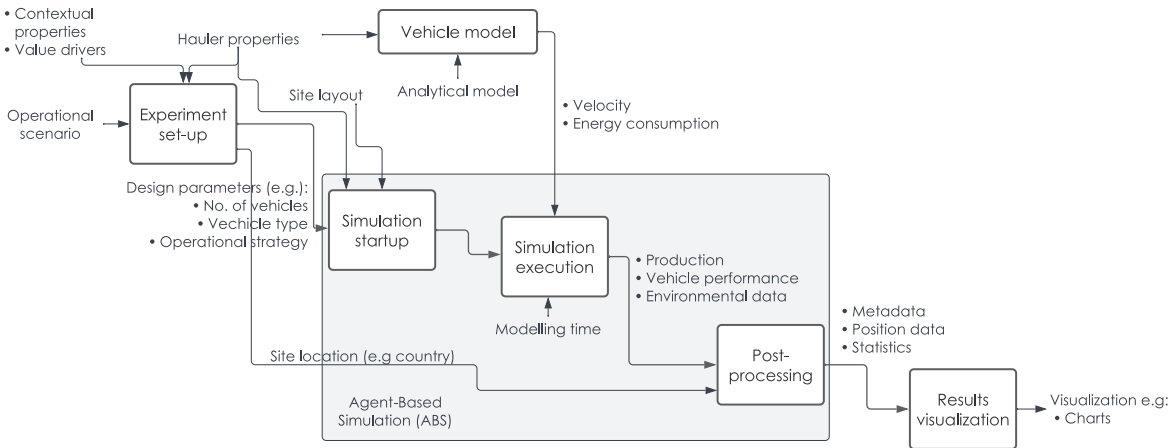 • Contextual
properties
• Value drivers
Hauler properties
Vehicle model
Analytical model
Site layout
Operational
scenario
Experiment
set-up
• Velocity
• Energy consumption
Design parameters (e.g.):
• No. of vehicles
• Vechicle type
• Operational strategy
Simulation
startup
Simulation
execution
• Production
• Vehicle performance
• Environmental data
Modelling time
• Metadata
• Position data
• Statistics
Site location (e.g country)
Post-
processing
Agent-Based
Simulation (ABS)
Results
visualization
Visualization e.g:
• Charts